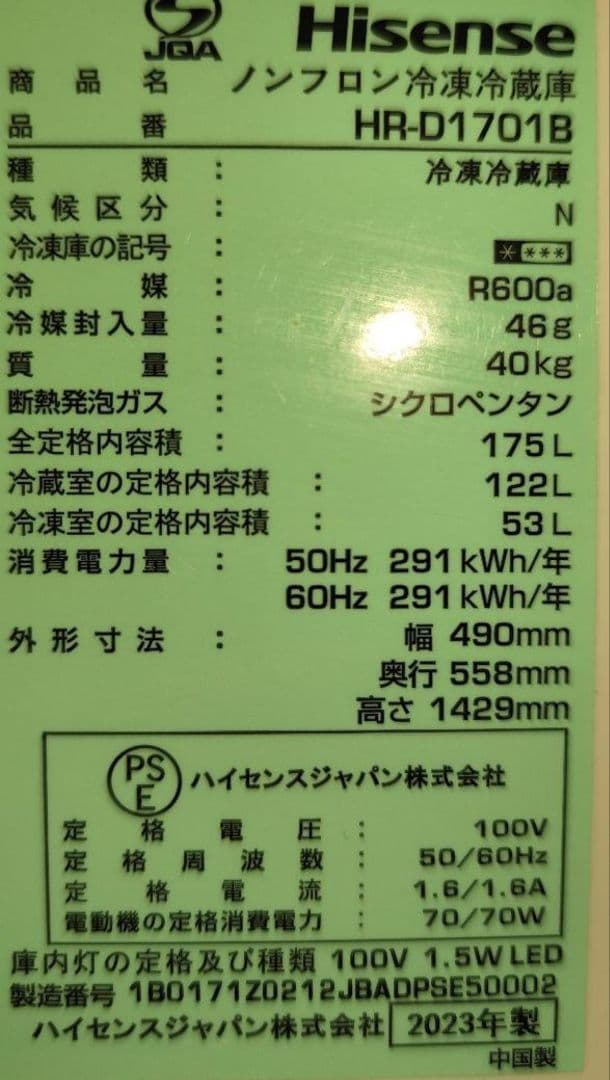 JQA
Hisense
商品名 ノンフロン冷凍冷蔵庫
品番 HR-D1701B
種類 : 冷凍冷蔵庫
気候区分 : N
冷凍庫の記号 : * ***
冷媒 : R600a
冷媒封入量 : 46g
質量 : 40kg
断熱発泡ガス : シクロペンタン
全定格内容積 : 175L
冷蔵室の定格内容積 : 122L
冷凍室の定格内容積 : 53L
消費電力量 : 50Hz 291kWh/年
60Hz 291kWh/年
外形寸法 : 幅 490mm
奥行 558mm
高さ 1429mm
PSE ハイセンスジャパン株式会社
定格電圧 : 100V
定格周波数 : 50/60Hz
定格電流 : 1.6/1.6A
電動機の定格消費電力 : 70/70W
庫内灯の定格及び種類 100V 1.5W LED
製造番号 1B0171Z0212JBADPSE50002
ハイセンスジャパン株式会社 2023年製
中国製